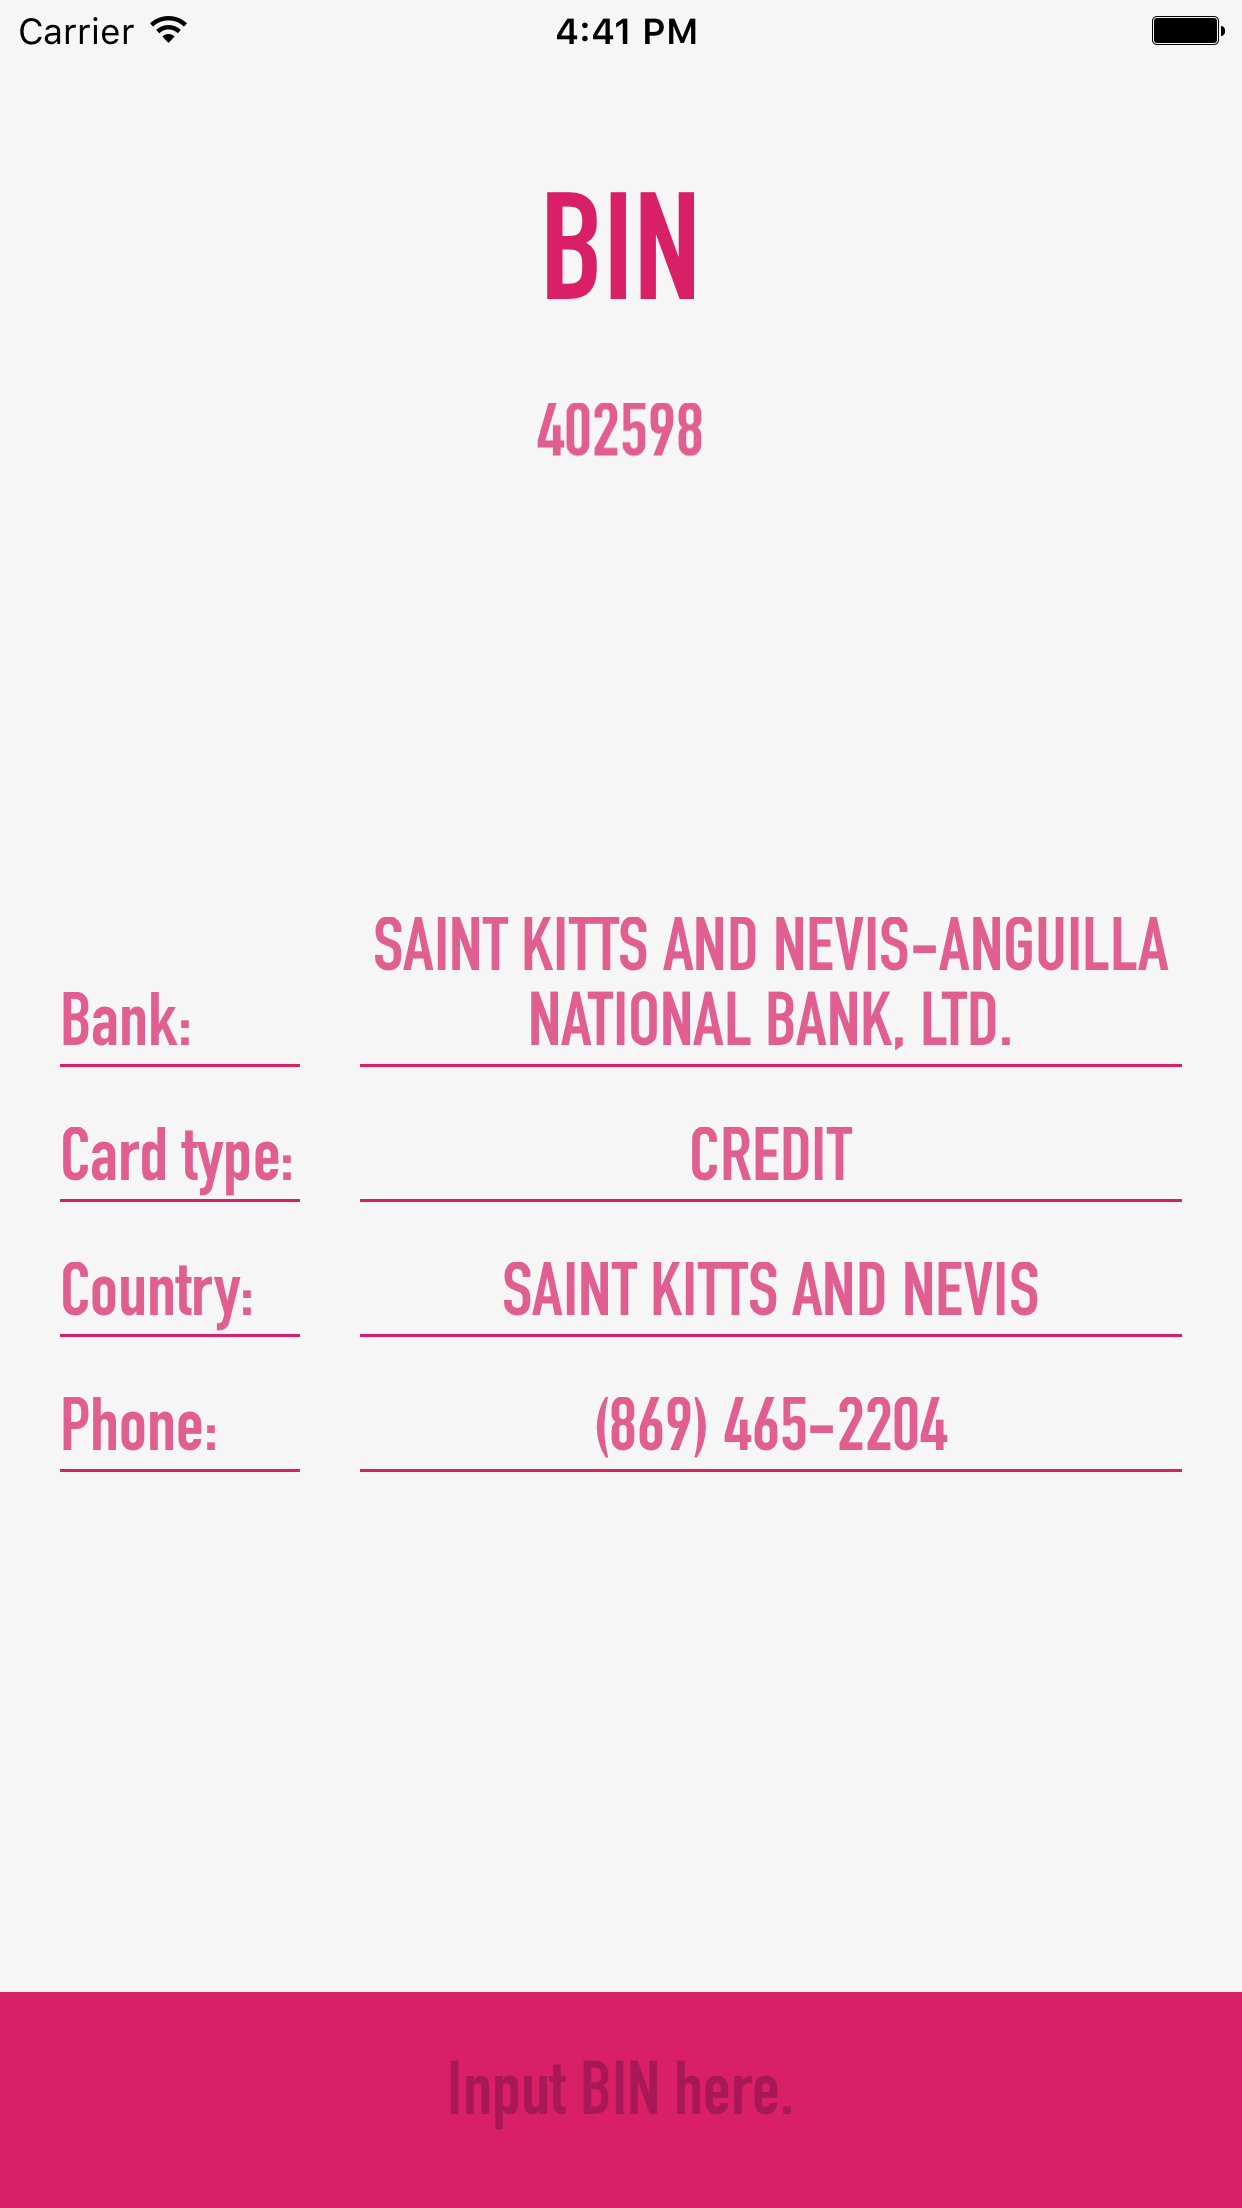 Carrier 4:41 PM
BIN
402598
SAINT KITTS AND NEVIS-ANGUILLA
Bank: NATIONAL BANK, LTD.
Card type: CREDIT
Country: SAINT KITTS AND NEVIS
Phone: (869) 465-2204
Input BIN here.